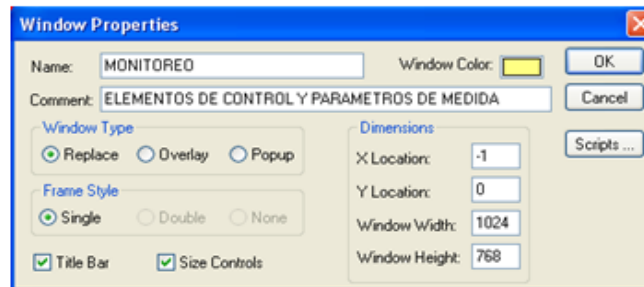 Window Properties
Name: MONITOREO
Window Color:
OK
Comment: ELEMENTOS DE CONTROL Y PARAMETROS DE MEDIDA
Cancel
Window Type
Replace Overlay Popup
Dimensions
X Location: -1
Scripts ...
Y Location: 0
Frame Style
Single Double None
Window Width: 1024
Title Bar Size Controls
Window Height: 768